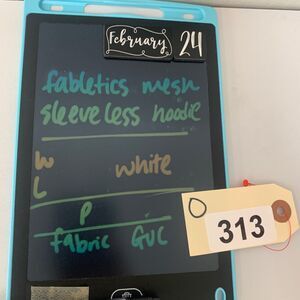 February 24
fabletics mesh
sleeveless hoodie
W white
L
P
fabric GUC
313